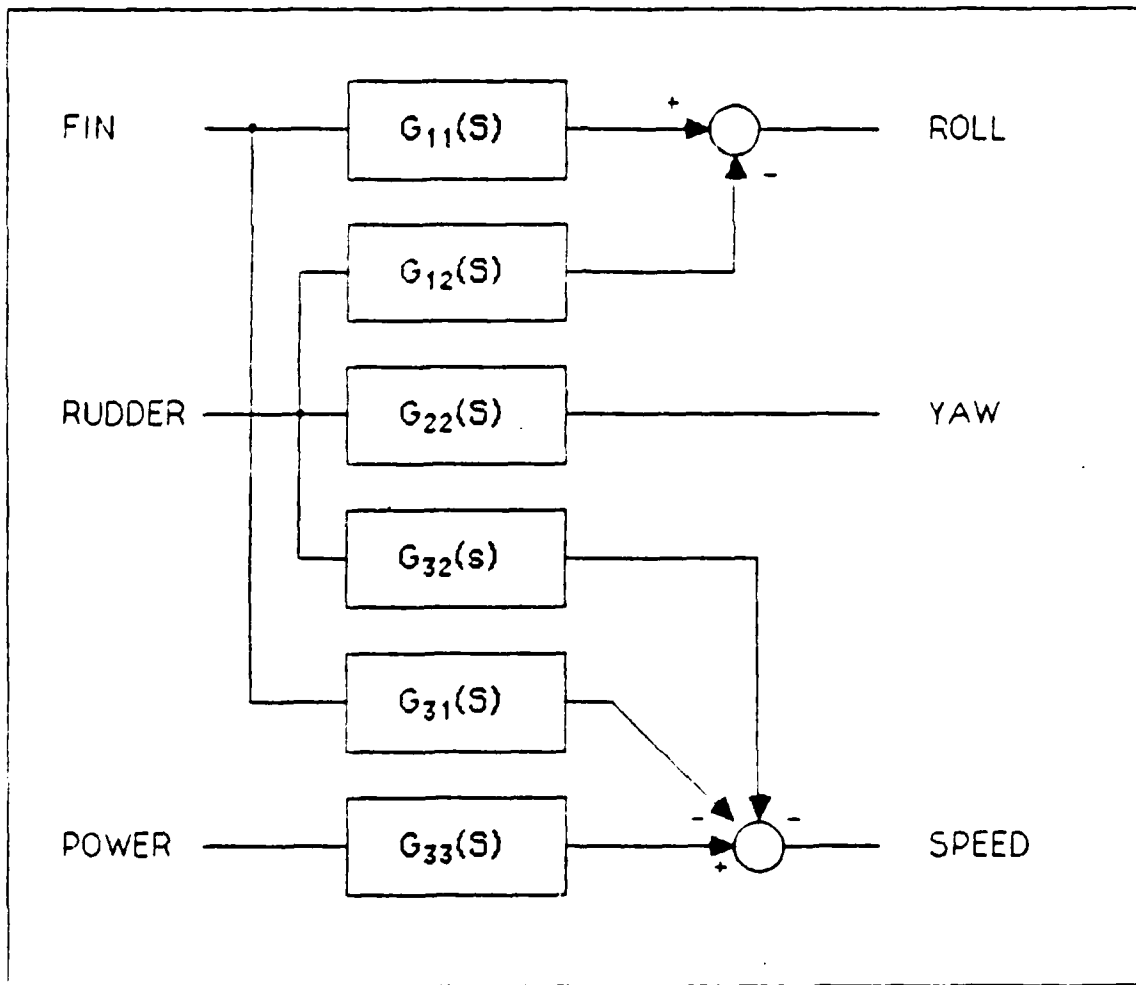 FIN G₁₁(S) + ROLL
-
G₁₂(S)
RUDDER G₂₂(S) YAW
G₃₂(s)
G₃₁(S)
- -
POWER G₃₃(S) + SPEED